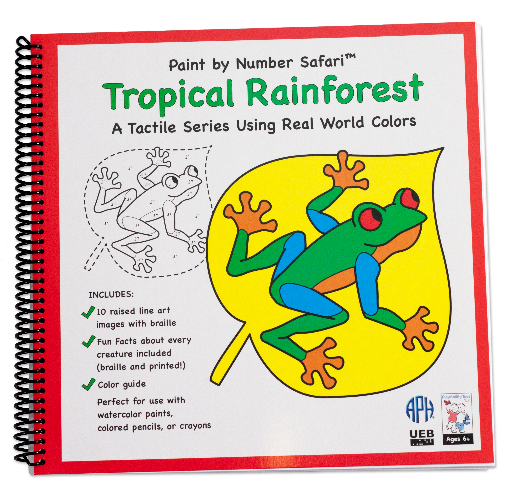 Paint by Number Safari™
Tropical Rainforest
A Tactile Series Using Real World Colors
INCLUDES:
10 raised line art
images with braille
Fun Facts about every
creature included
(braille and printed!)
Color guide
Perfect for use with
watercolor paints,
colored pencils, or crayons
APH
UEB
Ages 6+